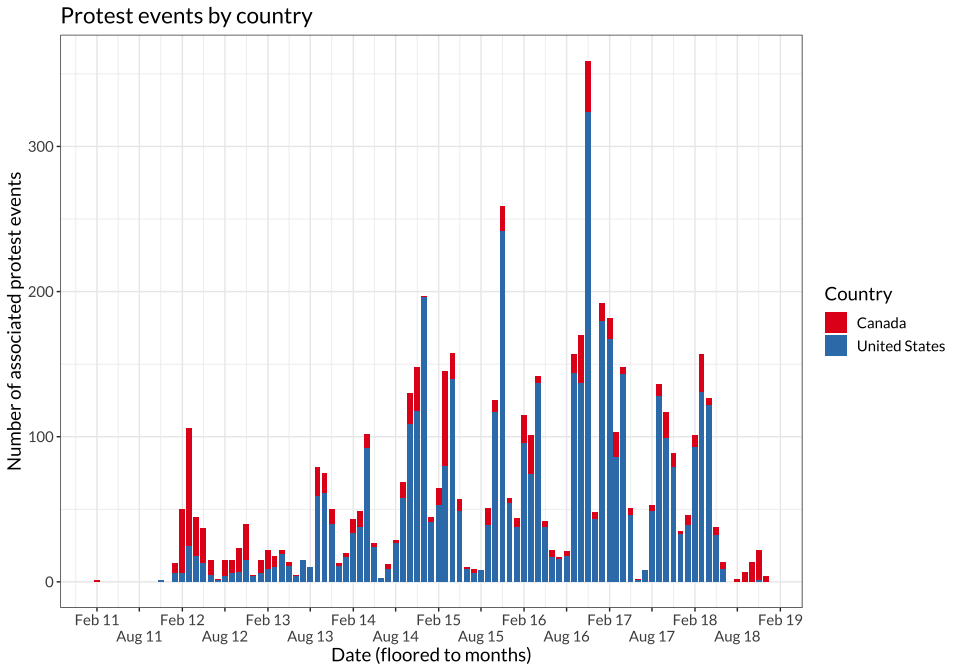 Protest events by country
Number of associated protest events
300
200
100
0
Feb 11
Feb 12
Feb 13
Feb 14
Feb 15
Feb 16
Feb 17
Feb 18
Feb 19
Aug 11
Aug 12
Aug 13
Aug 14
Aug 15
Aug 16
Aug 17
Aug 18
Date (floored to months)
Country
Canada
United States